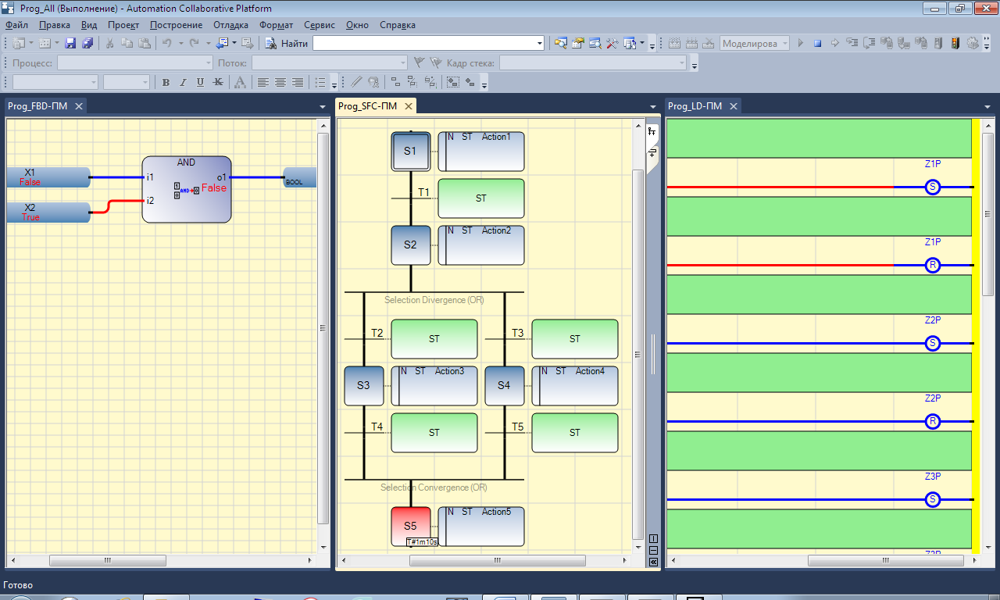 Prog_All (Выполнение) - Automation Collaborative Platform
Файл Правка Вид Проект Построение Отладка Формат Сервис Окно Справка
Найти Моделирова
Процесс: Поток: Кадр стека:
B I U K A
Prog_FBD-ПМ
X1
False
X2
True
AND
i1
i2
o1
AND
False
BOOL
Prog_SFC-ПМ
S1 N ST Action1
T1 ST
S2 N ST Action2
Selection Divergence (OR)
T2 ST T3 ST
S3 N ST Action3 S4 N ST Action4
T4 ST T5 ST
Selection Convergence (OR)
S5 N ST Action5
T#1m10s
Prog_LD-ПМ
Z1P
S
Z1P
R
Z2P
S
Z2P
R
Z3P
S
Готово